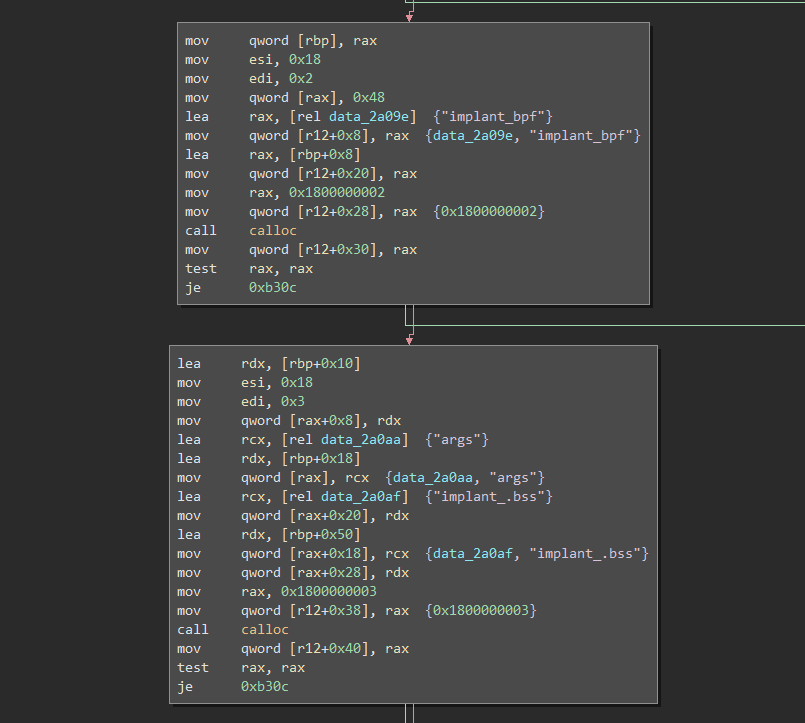 mov qword [rbp], rax
mov esi, 0x18
mov edi, 0x2
mov qword [rax], 0x48
lea rax, [rel data_2a09e] {"implant_bpf"}
mov qword [r12+0x8], rax {data_2a09e, "implant_bpf"}
lea rax, [rbp+0x8]
mov qword [r12+0x20], rax
mov rax, 0x1800000002
mov qword [r12+0x28], rax {0x1800000002}
call calloc
mov qword [r12+0x30], rax
test rax, rax
je 0xb30c
lea rdx, [rbp+0x10]
mov esi, 0x18
mov edi, 0x3
mov qword [rax+0x8], rdx
lea rcx, [rel data_2a0aa] {"args"}
lea rdx, [rbp+0x18]
mov qword [rax], rcx {data_2a0aa, "args"}
lea rcx, [rel data_2a0af] {"implant_.bss"}
mov qword [rax+0x20], rdx
lea rdx, [rbp+0x50]
mov qword [rax+0x18], rcx {data_2a0af, "implant_.bss"}
mov qword [rax+0x28], rdx
mov rax, 0x1800000003
mov qword [r12+0x38], rax {0x1800000003}
call calloc
mov qword [r12+0x40], rax
test rax, rax
je 0xb30c